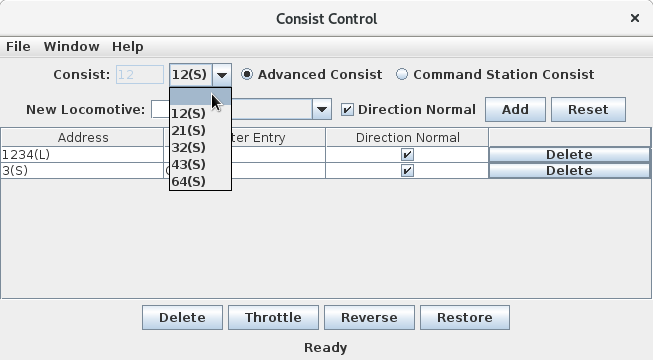 Consist Control ×
File Window Help
Consist: 12 12(S) Advanced Consist Command Station Consist
New Locomotive: Direction Normal Add Reset
12(S)
21(S)
32(S)
43(S)
64(S)
Address ter Entry Direction Normal
1234(L) Delete
3(S) Delete
Delete Throttle Reverse Restore
Ready